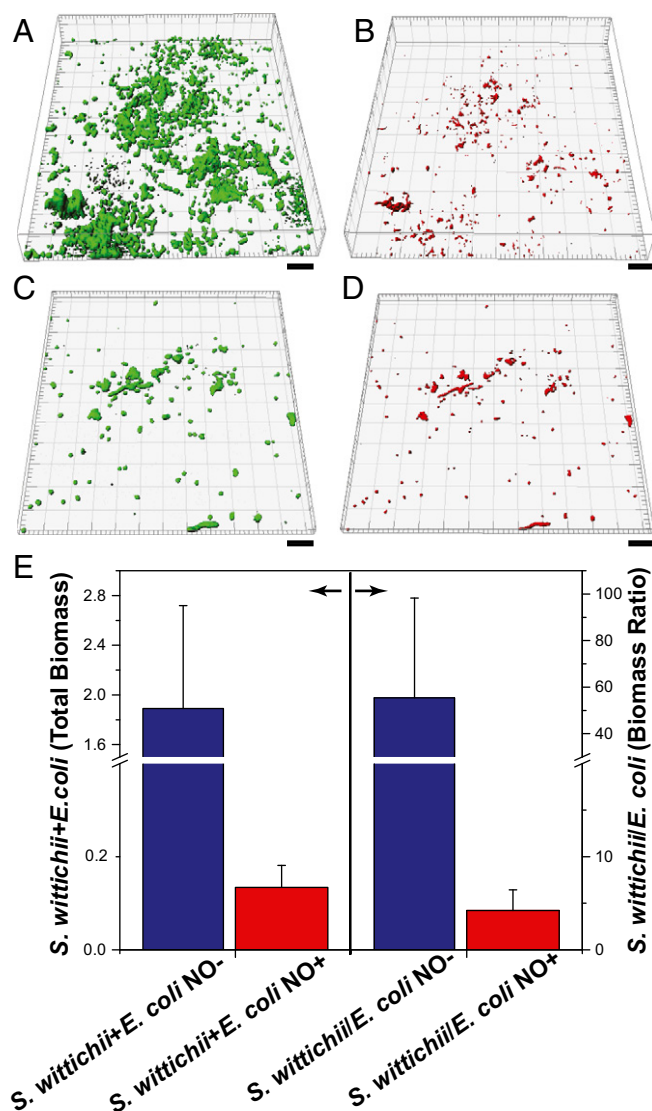 A
B
C
D
E
S. wittichii+E.coli (Total Biomass)
2.8
2.4
2.0
1.6
0.2
0.0
100
80
60
40
10
0
S. wittichii/E. coli (Biomass Ratio)
S. wittichii+E. coli NO-
S. wittichii+E. coli NO+
S. wittichii/E. coli NO-
S. wittichii/E. coli NO+